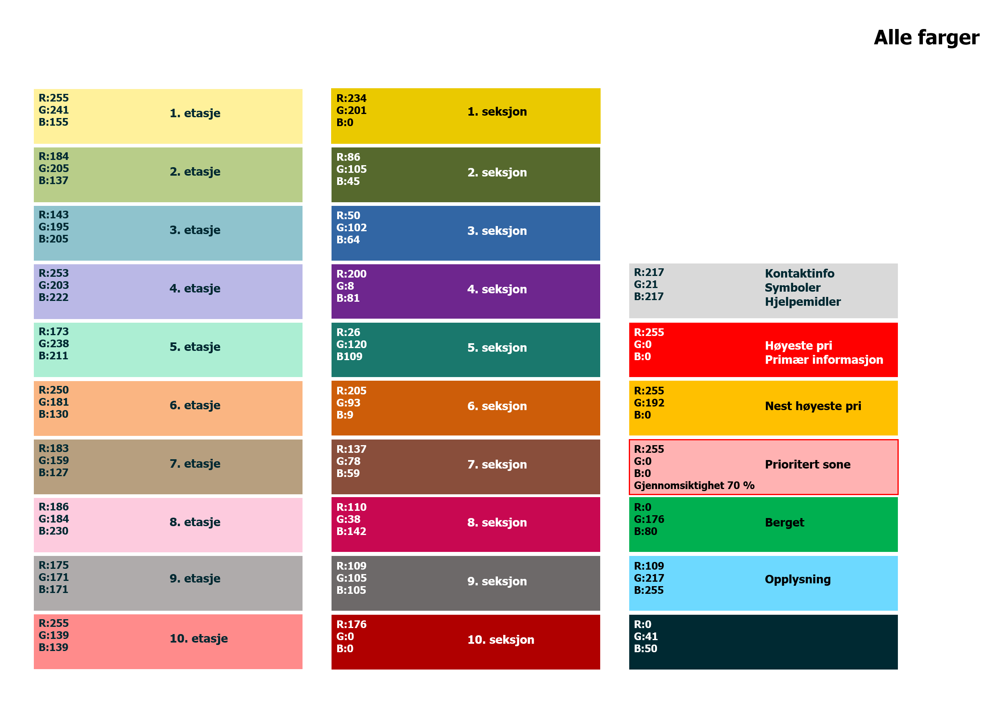 Alle farger
R:255
G:241
B:155
1. etasje
R:184
G:205
B:137
2. etasje
R:143
G:195
B:205
3. etasje
R:253
G:203
B:222
4. etasje
R:173
G:238
B:211
5. etasje
R:250
G:181
B:130
6. etasje
R:183
G:159
B:127
7. etasje
R:186
G:184
B:230
8. etasje
R:175
G:171
B:171
9. etasje
R:255
G:139
B:139
10. etasje
R:234
G:201
B:0
1. seksjon
R:86
G:105
B:45
2. seksjon
R:50
G:102
B:64
3. seksjon
R:200
G:8
B:81
4. seksjon
R:26
G:120
B109
5. seksjon
R:205
G:93
B:9
6. seksjon
R:137
G:78
B:59
7. seksjon
R:110
G:38
B:142
8. seksjon
R:109
G:105
B:105
9. seksjon
R:176
G:0
B:0
10. seksjon
R:217
G:21
B:217
Kontaktinfo
Symboler
Hjelpemidler
R:255
G:0
B:0
Høyeste pri
Primær informasjon
R:255
G:192
B:0
Nest høyeste pri
R:255
G:0
B:0
Gjennomsiktighet 70 %
Prioritert sone
R:0
G:176
B:80
Berget
R:109
G:217
B:255
Opplysning
R:0
G:41
B:50